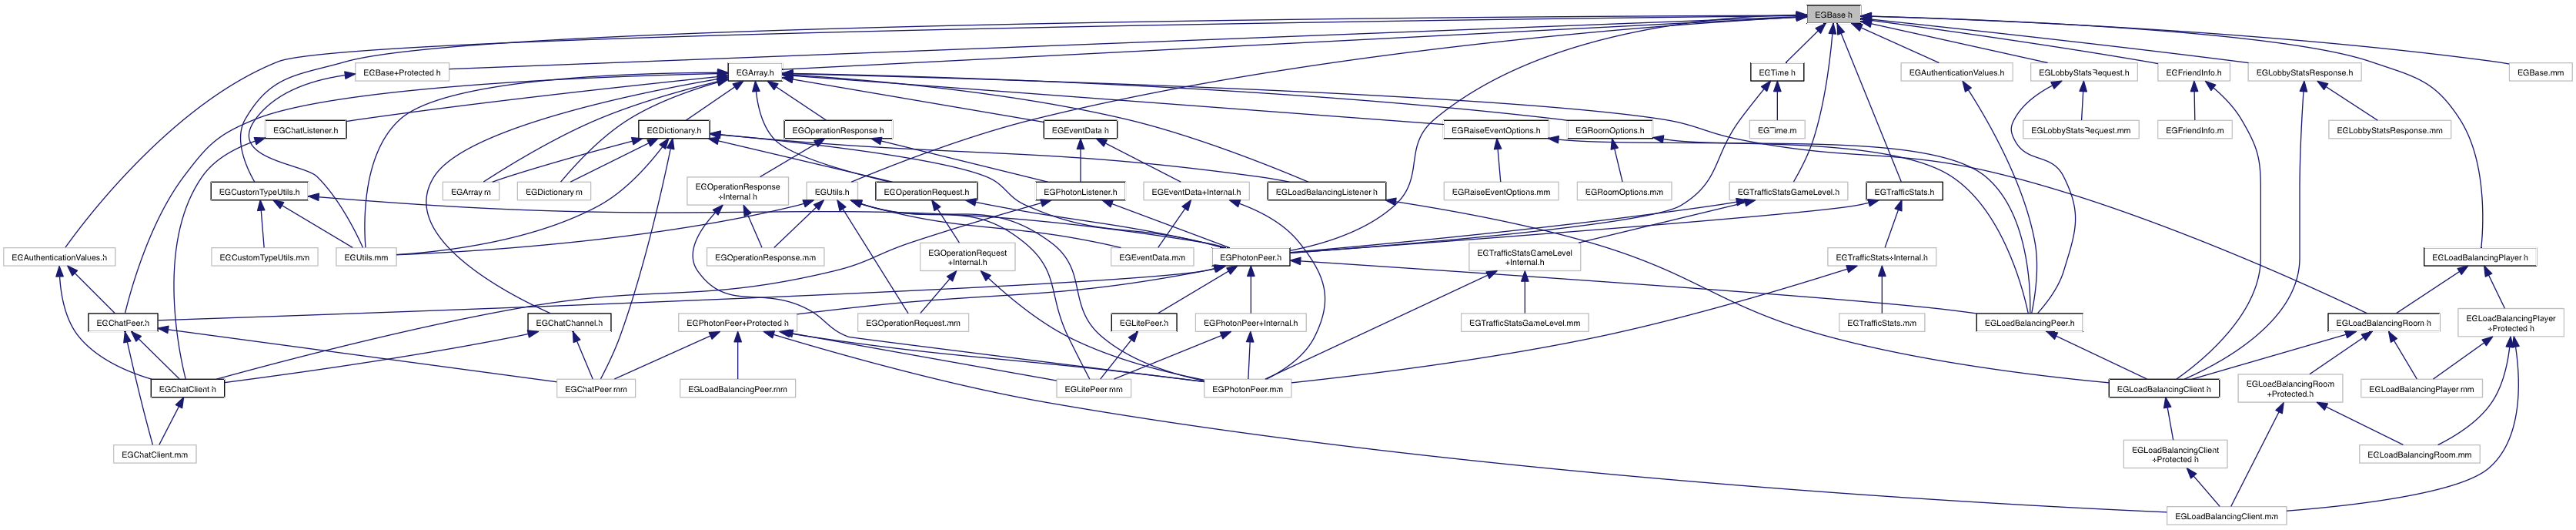 EGBase.h
EGBase+Protected.h
EGArray.h
EGTime.h
EGAuthenticationValues.h
EGLobbyStatsRequest.h
EGFriendInfo.h
EGLobbyStatsResponse.h
EGBase.mm
EGChatListener.h
EGDictionary.h
EGOperationResponse.h
EGEventData.h
EGRaiseEventOptions.h
EGRoomOptions.h
EGTime.m
EGLobbyStatsRequest.mm
EGFriendInfo.m
EGLobbyStatsResponse.mm
EGCustomTypeUtils.h
EGArray.m
EGDictionary.m
EGOperationResponse
+Internal.h
EGUtils.h
EGOperationRequest.h
EGPhotonListener.h
EGEventData+Internal.h
EGLoadBalancingListener.h
EGRaiseEventOptions.mm
EGRoomOptions.mm
EGTrafficStatsGameLevel.h
EGTrafficStats.h
EGAuthenticationValues.h
EGCustomTypeUtils.mm
EGUtils.mm
EGOperationResponse.mm
EGOperationRequest
+Internal.h
EGEventData.mm
EGPhotonPeer.h
EGTrafficStatsGameLevel
+Internal.h
EGTrafficStats+Internal.h
EGLoadBalancingPlayer.h
EGChatPeer.h
EGChatChannel.h
EGPhotonPeer+Protected.h
EGOperationRequest.mm
EGLitePeer.h
EGPhotonPeer+Internal.h
EGTrafficStatsGameLevel.mm
EGTrafficStats.mm
EGLoadBalancingPeer.h
EGLoadBalancingRoom.h
EGLoadBalancingPlayer
+Protected.h
EGChatClient.h
EGChatPeer.mm
EGLoadBalancingPeer.mm
EGLitePeer.mm
EGPhotonPeer.mm
EGLoadBalancingClient.h
EGLoadBalancingRoom
+Protected.h
EGLoadBalancingPlayer.mm
EGChatClient.mm
EGLoadBalancingClient
+Protected.h
EGLoadBalancingRoom.mm
EGLoadBalancingClient.mm